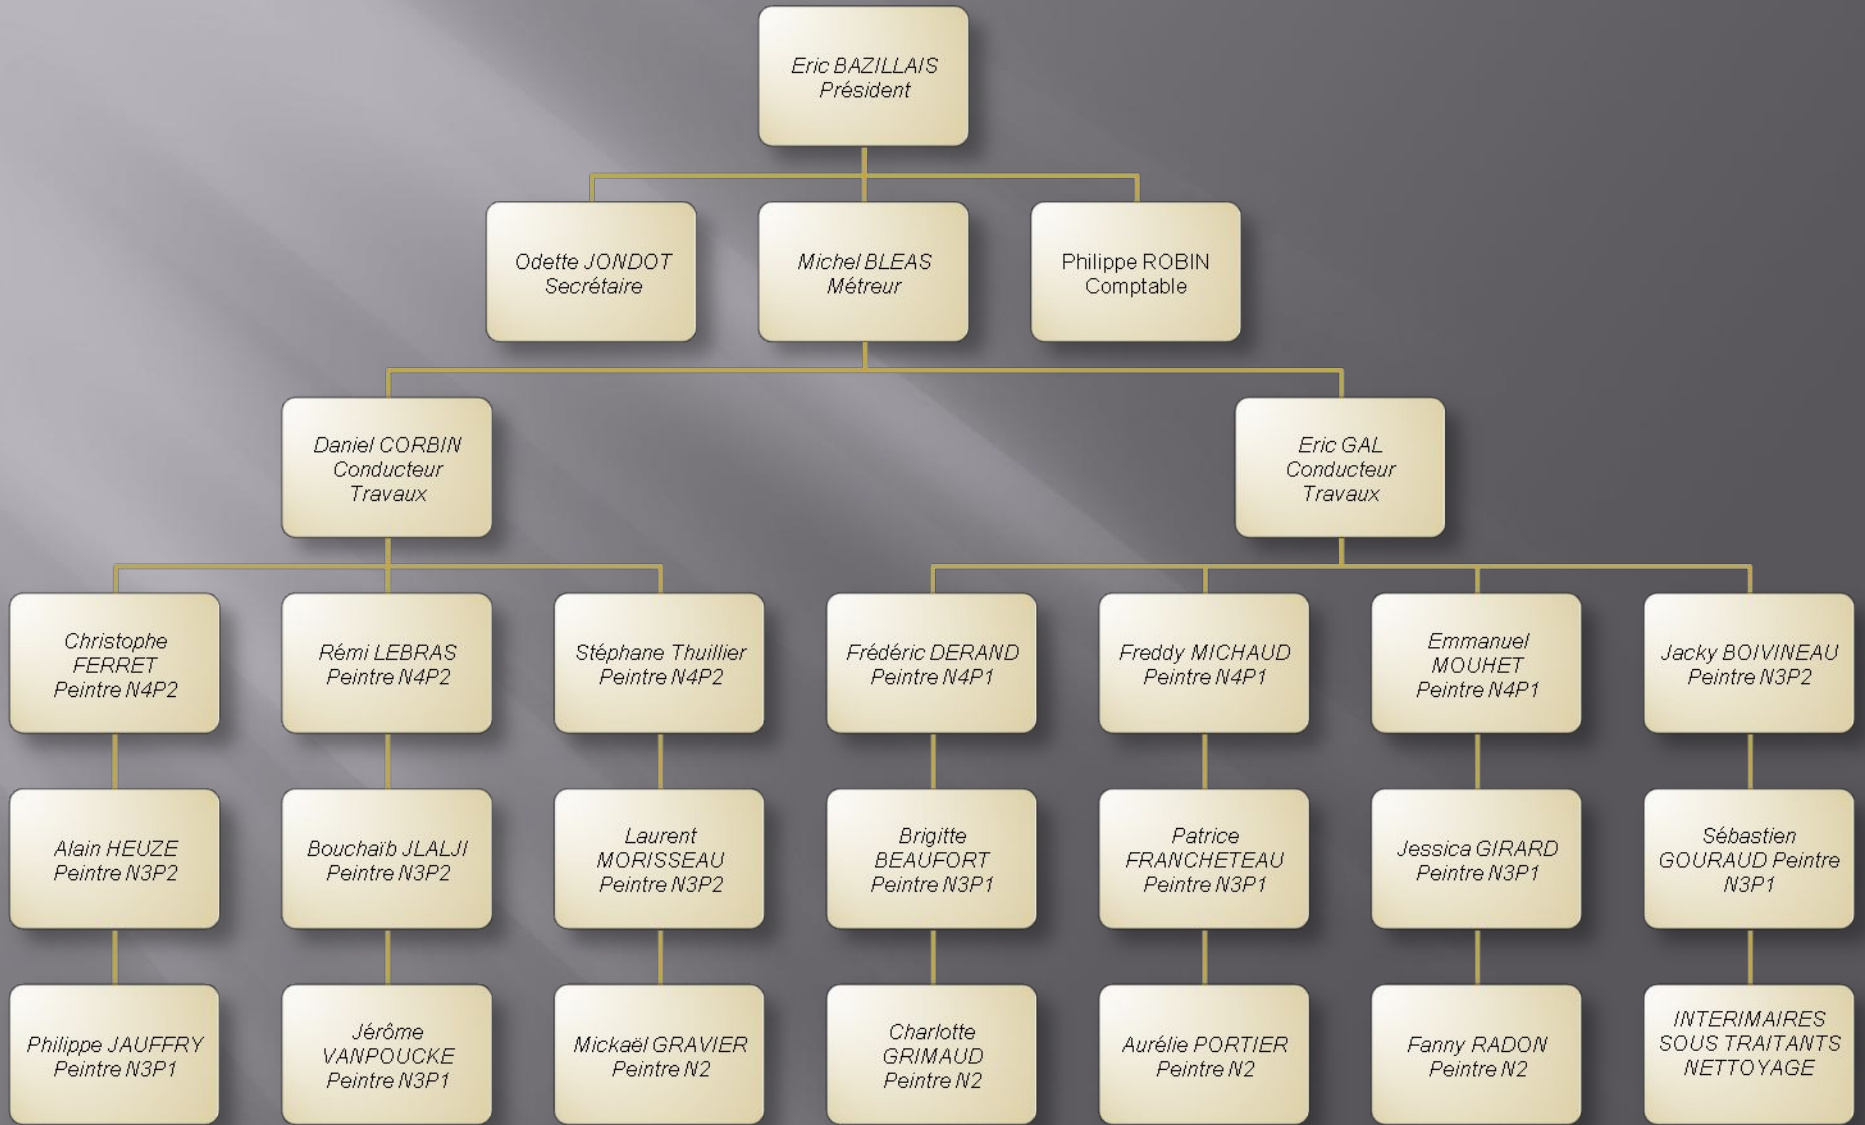 Eric BAZILLAIS
Président
Odette JONDOT
Secrétaire
Michel BLEAS
Métreur
Philippe ROBIN
Comptable
Daniel CORBIN
Conducteur
Travaux
Eric GAL
Conducteur
Travaux
Christophe
FERRET
Peintre N4P2
Rémi LEBRAS
Peintre N4P2
Stéphane Thuillier
Peintre N4P2
Frédéric DERAND
Peintre N4P1
Freddy MICHAUD
Peintre N4P1
Emmanuel
MOUHET
Peintre N4P1
Jacky BOIVINEAU
Peintre N3P2
Alain HEUZE
Peintre N3P2
Bouchaïb JLALJI
Peintre N3P2
Laurent
MORISSEAU
Peintre N3P2
Brigitte
BEAUFORT
Peintre N3P1
Patrice
FRANCHETEAU
Peintre N3P1
Jessica GIRARD
Peintre N3P1
Sébastien
GOURAUD Peintre
N3P1
Philippe JAUFFRY
Peintre N3P1
Jérôme
VANPOUCKE
Peintre N3P1
Mickaël GRAVIER
Peintre N2
Charlotte
GRIMAUD
Peintre N2
Aurélie PORTIER
Peintre N2
Fanny RADON
Peintre N2
INTERIMAIRES
SOUS TRAITANTS
NETTOYAGE